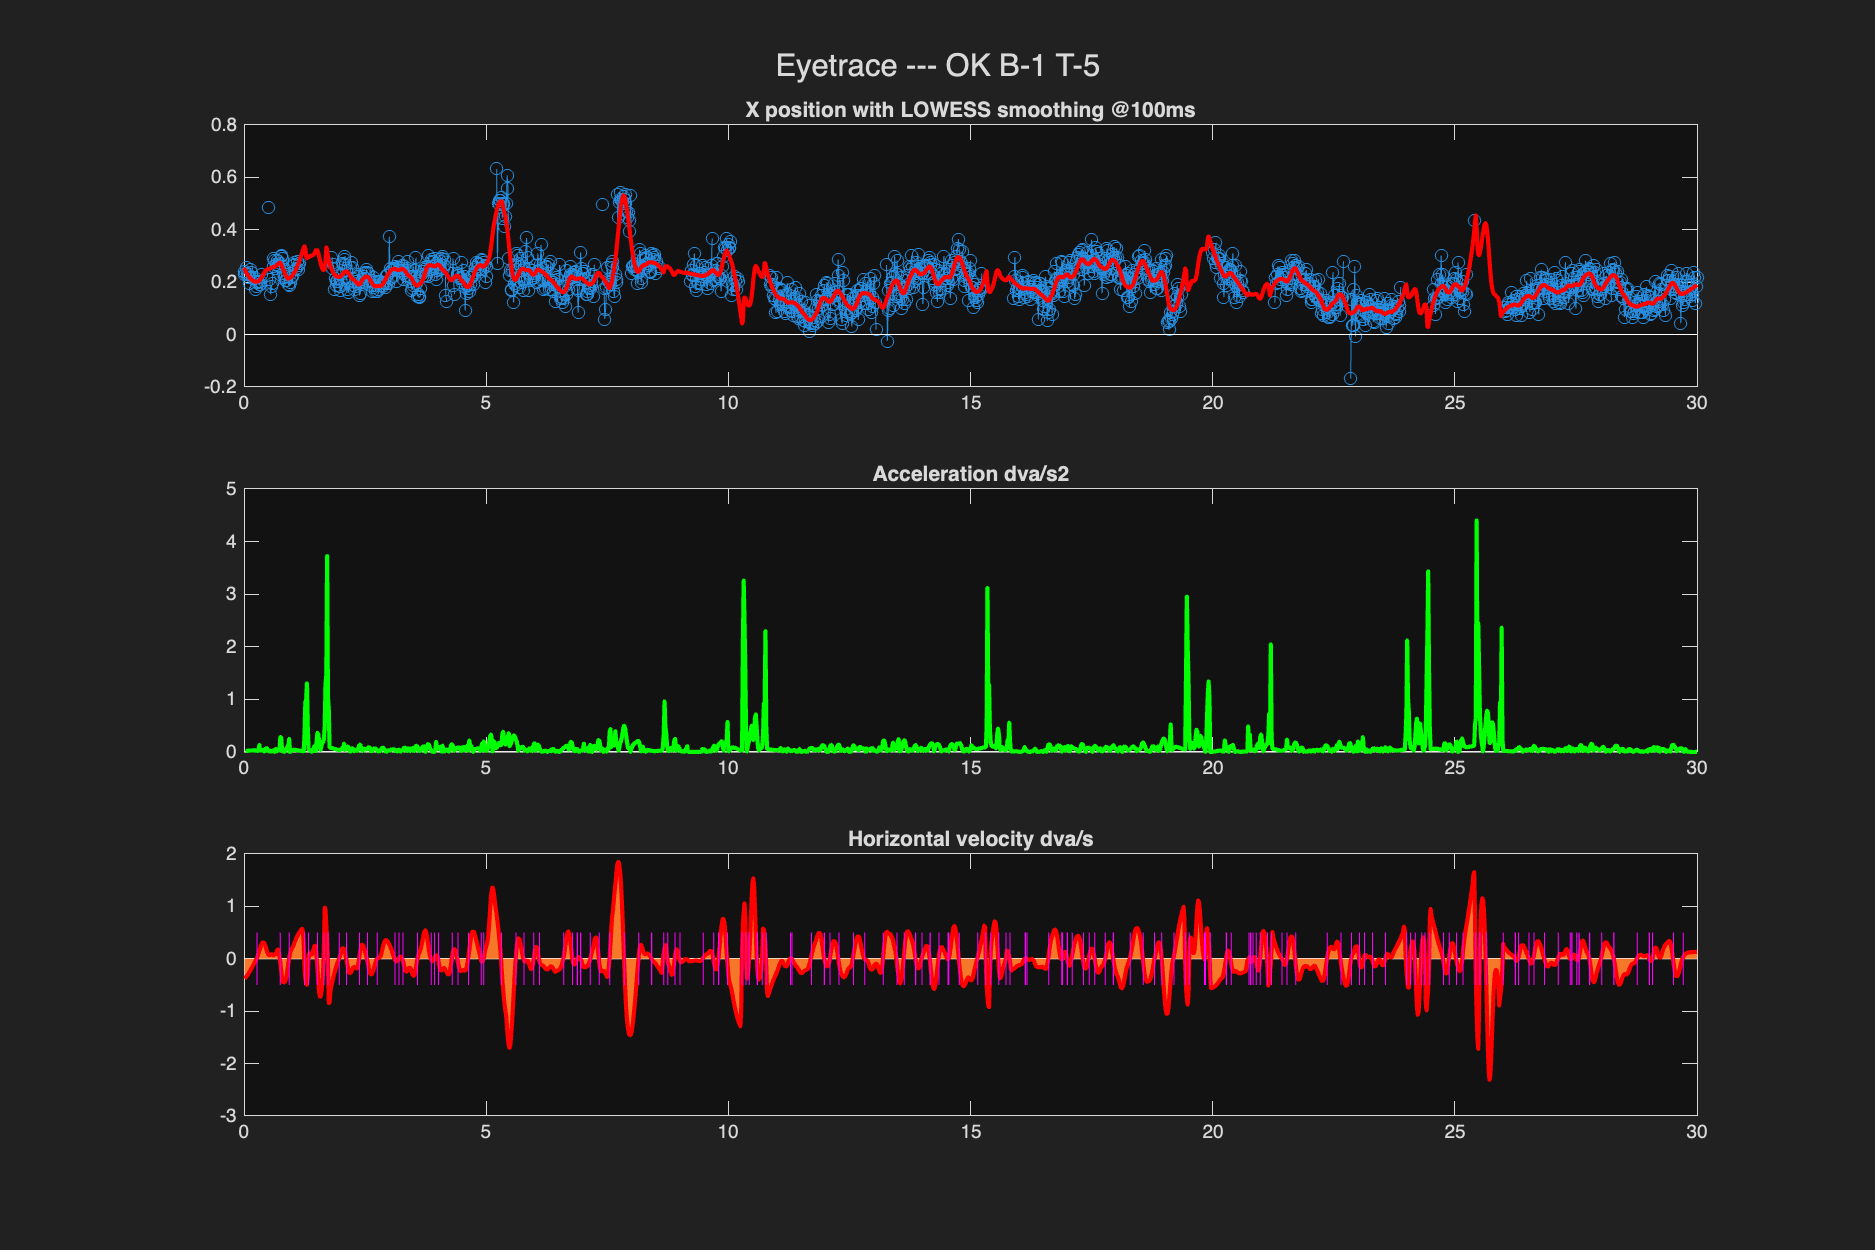 Eyetrace --- OK B-1 T-5
X position with LOWESS smoothing @100ms
0.8
0.6
0.4
0.2
0
-0.2
0 5 10 15 20 25 30
Acceleration dva/s2
5
4
3
2
1
0
0 5 10 15 20 25 30
Horizontal velocity dva/s
2
1
0
-1
-2
-3
0 5 10 15 20 25 30